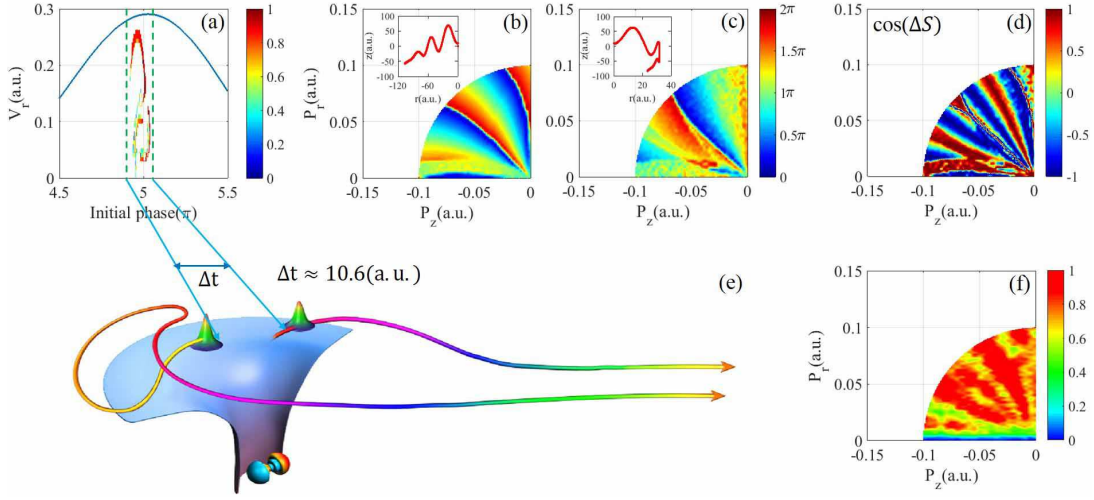 (a)
V_r(a.u.)
0.3
0.2
0.1
0
4.5 5 5.5
Initial phase(π)
1
0.8
0.6
0.4
0.2
0
(b)
P_r(a.u.)
0.15
0.1
0.05
0
-0.15 -0.1 -0.05 0
P_z(a.u.)
z(a.u.)
100
50
0
-50
-100
-120 -60 0
r(a.u.)
(c)
0.15
0.1
0.05
0
-0.15 -0.1 -0.05 0
P_z(a.u.)
z(a.u.)
100
50
0
-50
-100
0 20 40
r(a.u.)
2π
1.5π
1π
0.5π
0
(d)
cos(ΔS)
0.15
0.1
0.05
0
-0.15 -0.1 -0.05 0
P_z(a.u.)
1
0.5
0
-0.5
-1
Δt
Δt ≈ 10.6(a. u.)
(e)
(f)
P_r(a.u.)
0.15
0.1
0.05
0
-0.15 -0.1 -0.05 0
P_z(a.u.)
1
0.8
0.6
0.4
0.2
0